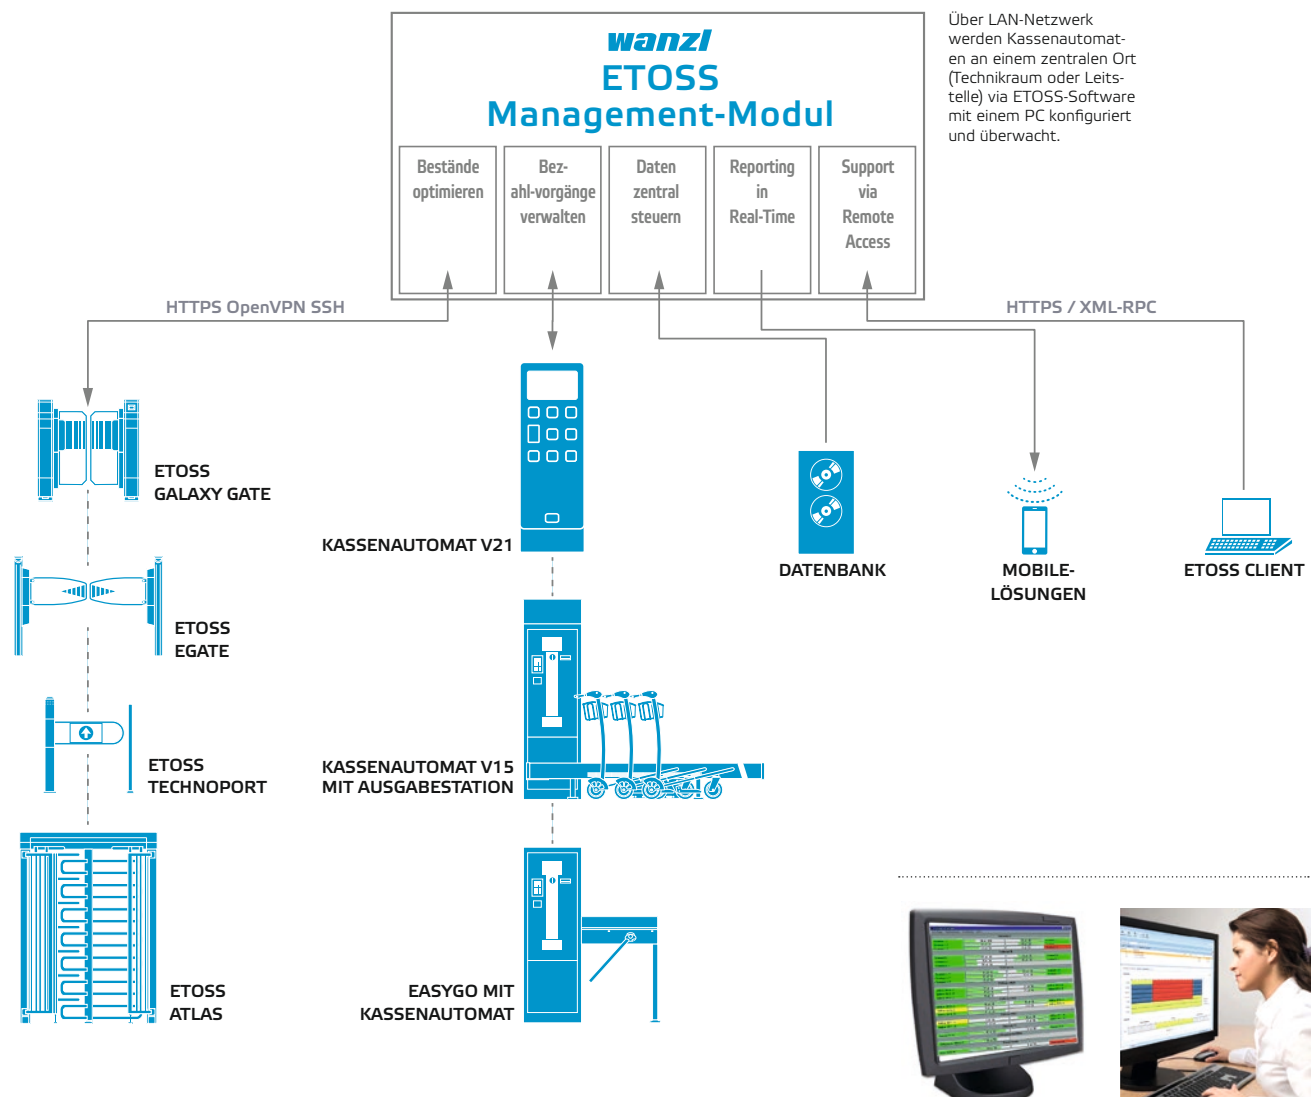 wanzl
ETOSS
Management-Modul
Über LAN-Netzwerk
werden Kassenautomat-
en an einem zentralen Ort
(Technikraum oder Leits-
telle) via ETOSS-Software
mit einem PC konfiguriert
und überwacht.
Bestände
optimieren
Bez-
ahl-vorgänge
verwalten
Daten
zentral
steuern
Reporting
in
Real-Time
Support
via
Remote
Access
HTTPS OpenVPN SSH
HTTPS / XML-RPC
ETOSS
GALAXY GATE
KASSENAUTOMAT V21
DATENBANK
MOBILE-
LÖSUNGEN
ETOSS CLIENT
ETOSS
EGATE
ETOSS
TECHNOPORT
KASSENAUTOMAT V15
MIT AUSGABESTATION
ETOSS
ATLAS
EASYGO MIT
KASSENAUTOMAT